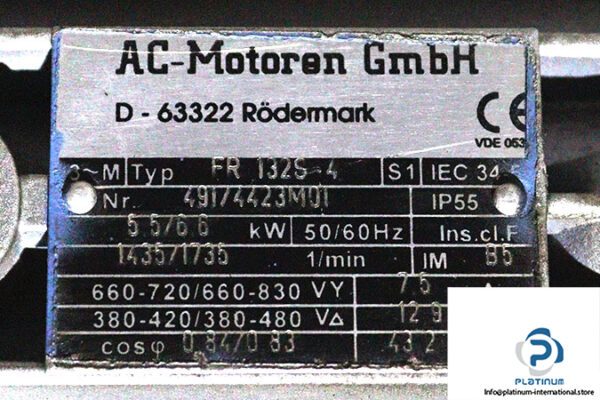 AC-Motoren GmbH
D - 63322 Rödermark
CE
VDE 053
3~M Typ FR 132S-4 S1 IEC 34
Nr. 491/4423M01 IP55
5.5/6.6 kW 50/60Hz Ins.cl.F
1435/1735 1/min IM B5
660-720/660-830 VY 7.5
380-420/380-480 V∆ 12.9
cosφ 0.84/0.83 43.2
PLATINUM
Info@platinum-international.store